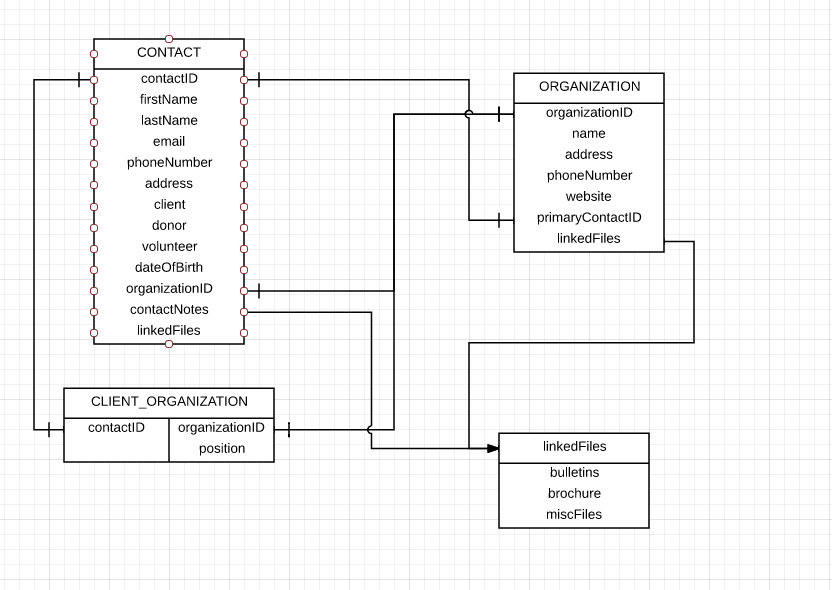 CONTACT
contactID
firstName
lastName
email
phoneNumber
address
client
donor
volunteer
dateOfBirth
organizationID
contactNotes
linkedFiles
ORGANIZATION
organizationID
name
address
phoneNumber
website
primaryContactID
linkedFiles
CLIENT_ORGANIZATION
contactID
organizationID
position
linkedFiles
bulletins
brochure
miscFiles